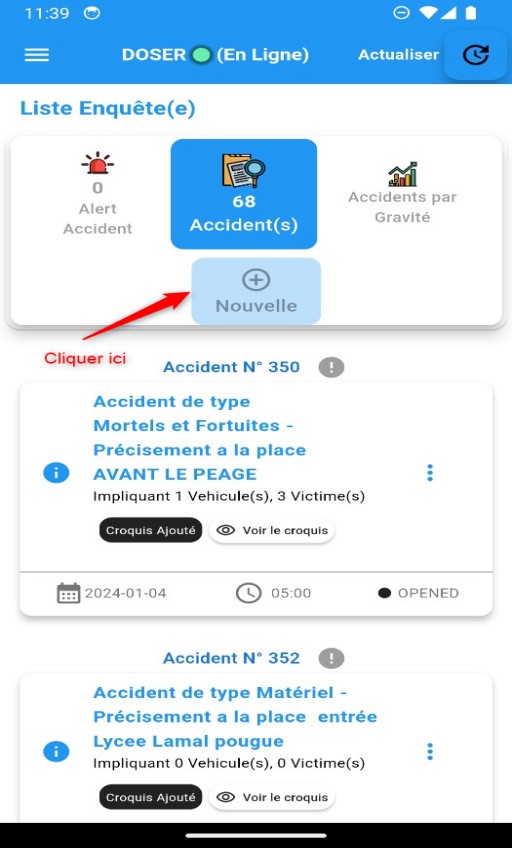 11:39
DOSER (En Ligne) Actualiser
Liste Enquête(e)
0
Alert
Accident
68
Accident(s)
Accidents par
Gravité
Nouvelle
Cliquer ici
Accident N° 350
Accident de type
Mortels et Fortuites -
Précisement a la place
AVANT LE PEAGE
Impliquant 1 Vehicule(s), 3 Victime(s)
Croquis Ajouté Voir le croquis
2024-01-04 05:00 OPENED
Accident N° 352
Accident de type Matériel -
Précisement a la place entrée
Lycee Lamal pougue
Impliquant 0 Vehicule(s), 0 Victime(s)
Croquis Ajouté Voir le croquis